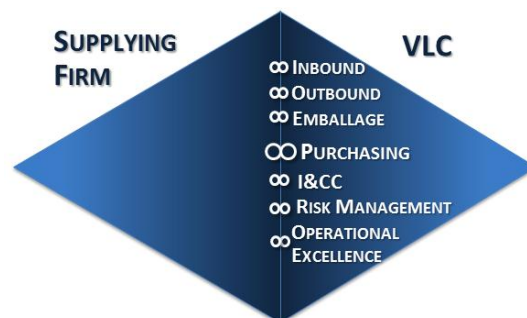 SUPPLYING
FIRM
VLC
∞ INBOUND
∞ OUTBOUND
∞ EMBALLAGE
∞ PURCHASING
∞ I&CC
∞ RISK MANAGEMENT
∞ OPERATIONAL
EXCELLENCE